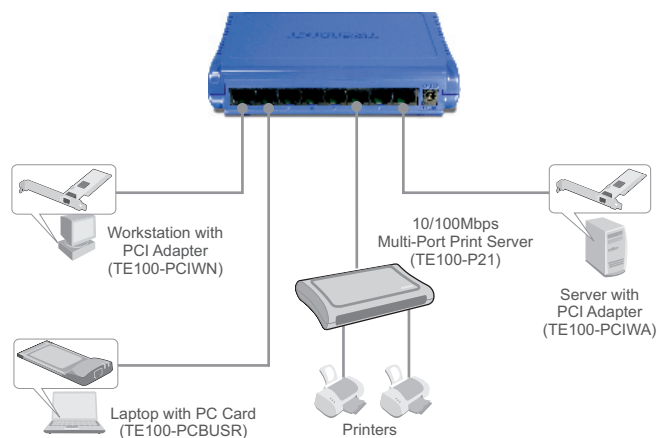 Workstation with
PCI Adapter
(TE100-PCIWN)
10/100Mbps
Multi-Port Print Server
(TE100-P21)
Server with
PCI Adapter
(TE100-PCIWA)
Laptop with PC Card
(TE100-PCBUSR)
Printers